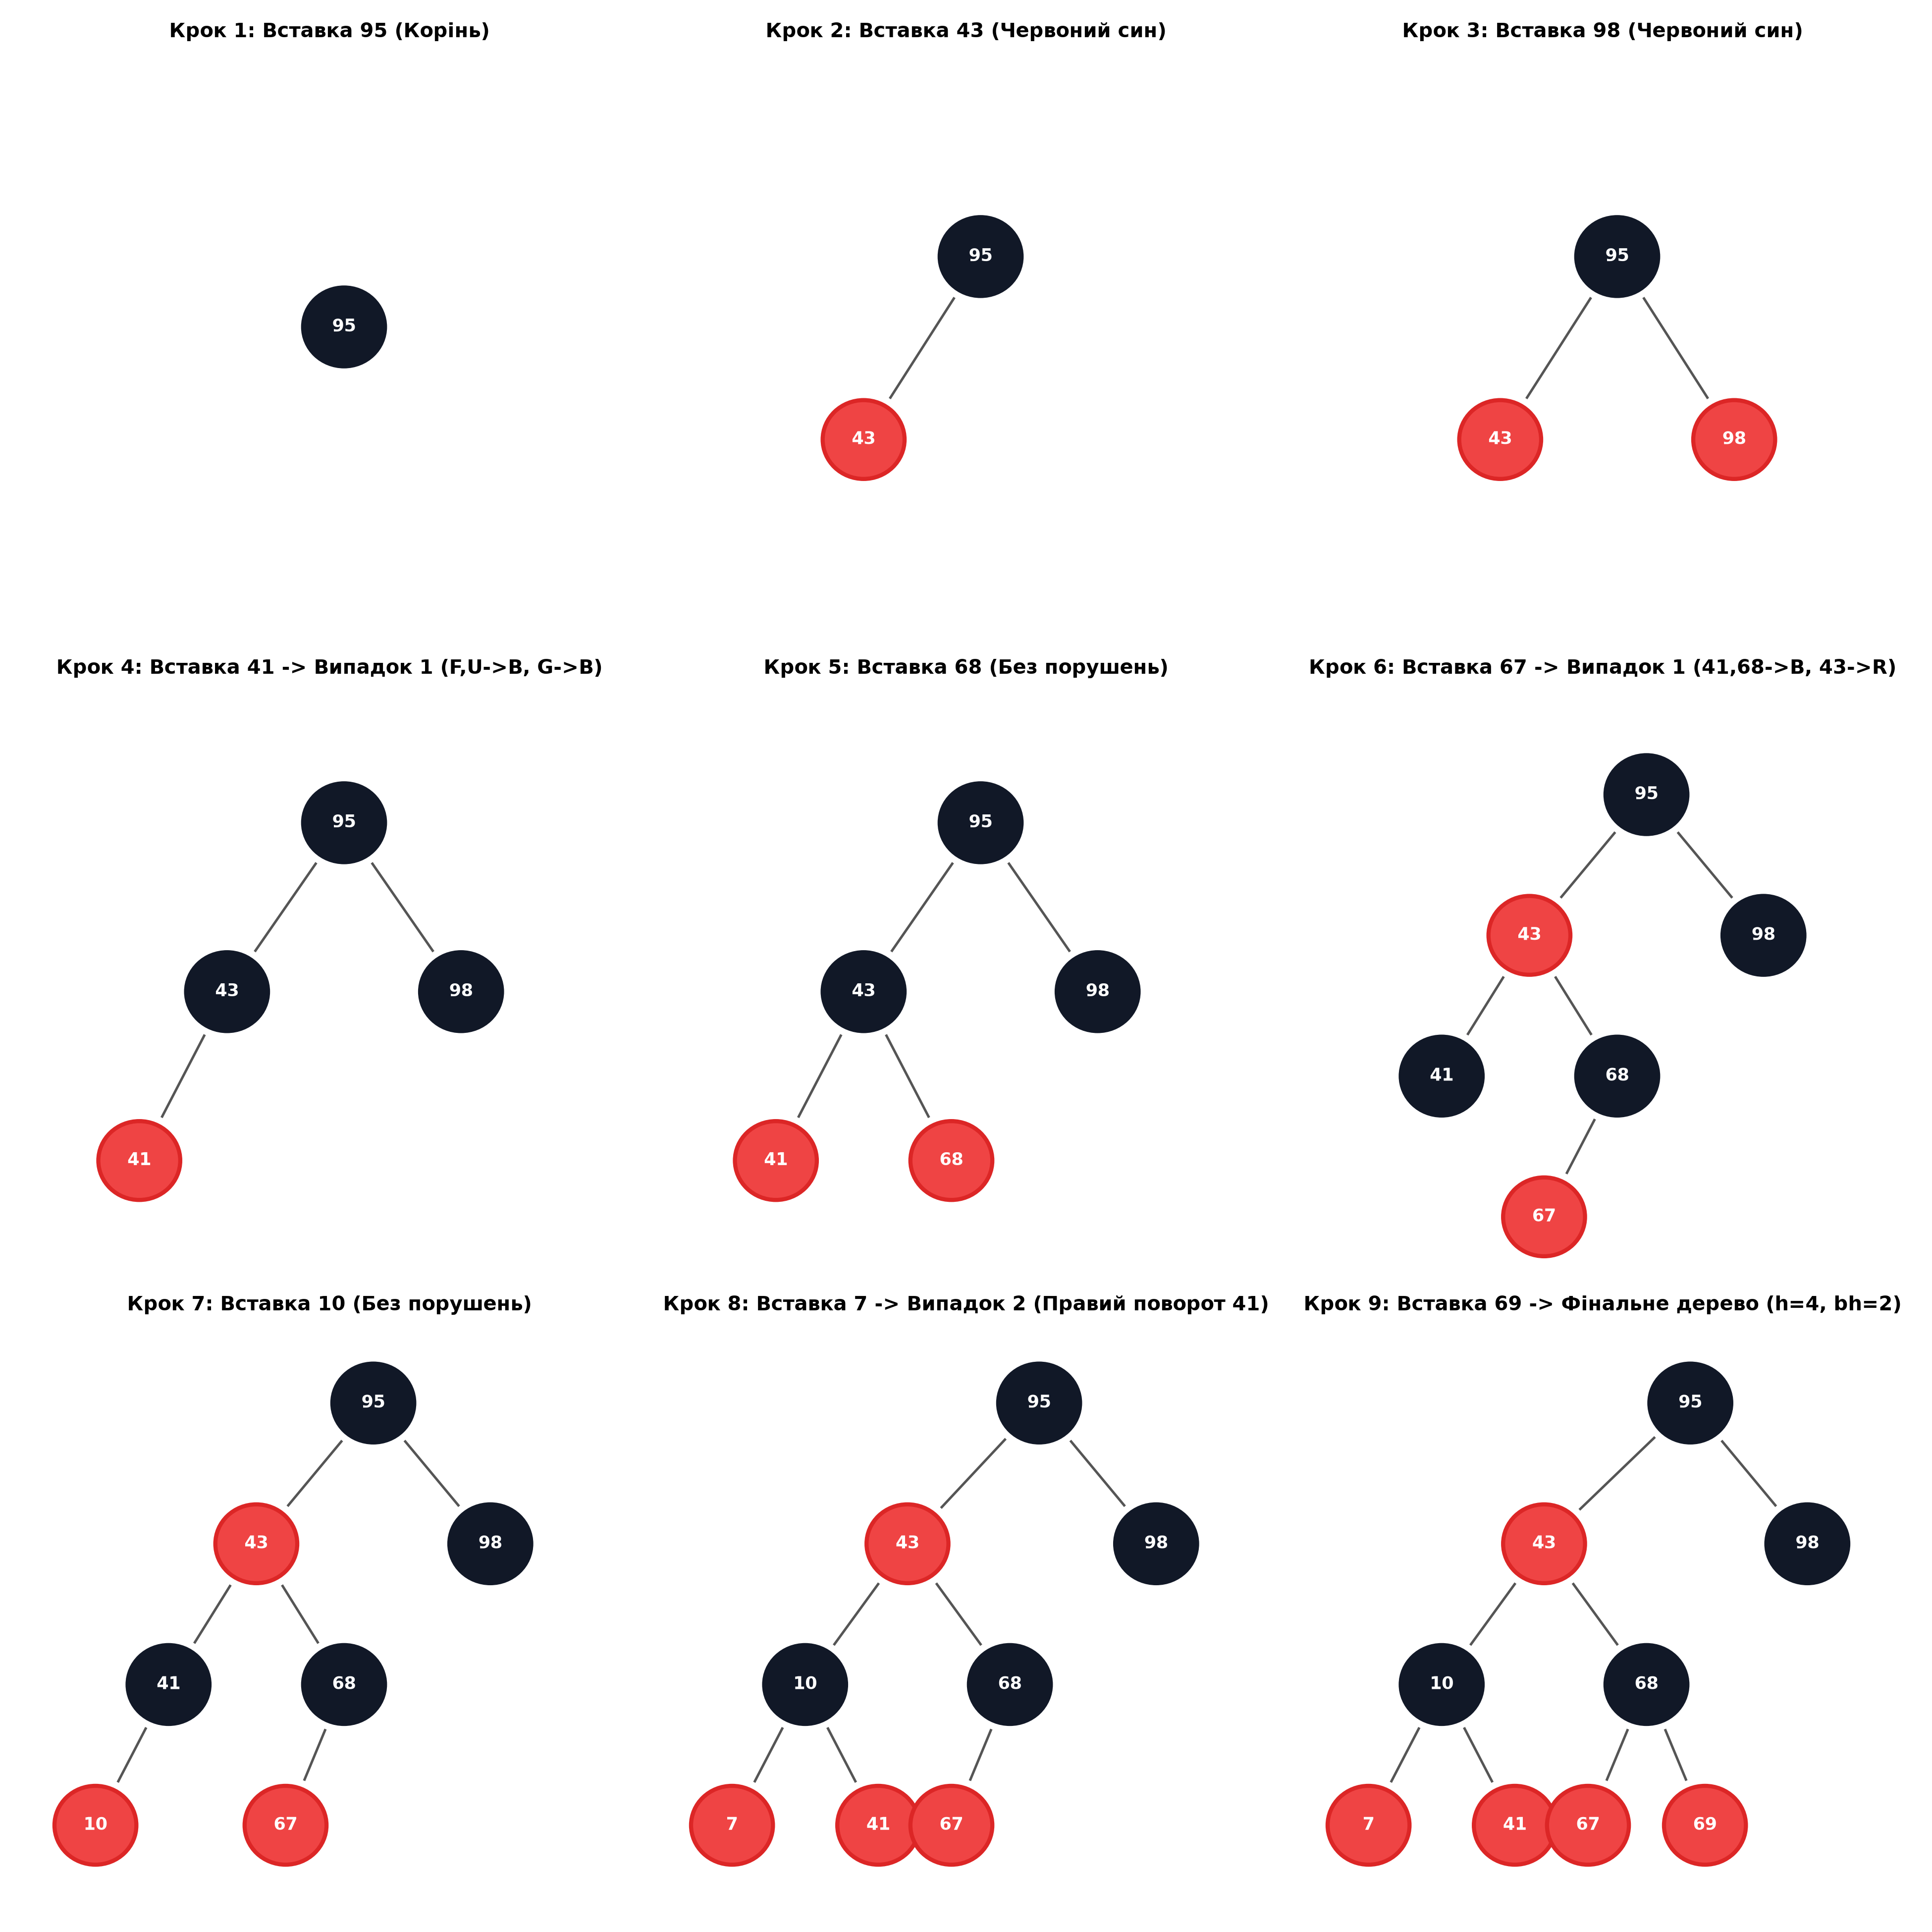 Крок 1: Вставка 95 (Корінь)
95
Крок 2: Вставка 43 (Червоний син)
95
43
Крок 3: Вставка 98 (Червоний син)
95
43 98
Крок 4: Вставка 41 -> Випадок 1 (F,U->B, G->B)
95
43 98
41
Крок 5: Вставка 68 (Без порушень)
95
43 98
41 68
Крок 6: Вставка 67 -> Випадок 1 (41,68->B, 43->R)
95
43 98
41 68
67
Крок 7: Вставка 10 (Без порушень)
95
43 98
41 68
10 67
Крок 8: Вставка 7 -> Випадок 2 (Правий поворот 41)
95
43 98
10 68
7 41 67
Крок 9: Вставка 69 -> Фінальне дерево (h=4, bh=2)
95
43 98
10 68
7 41 67 69